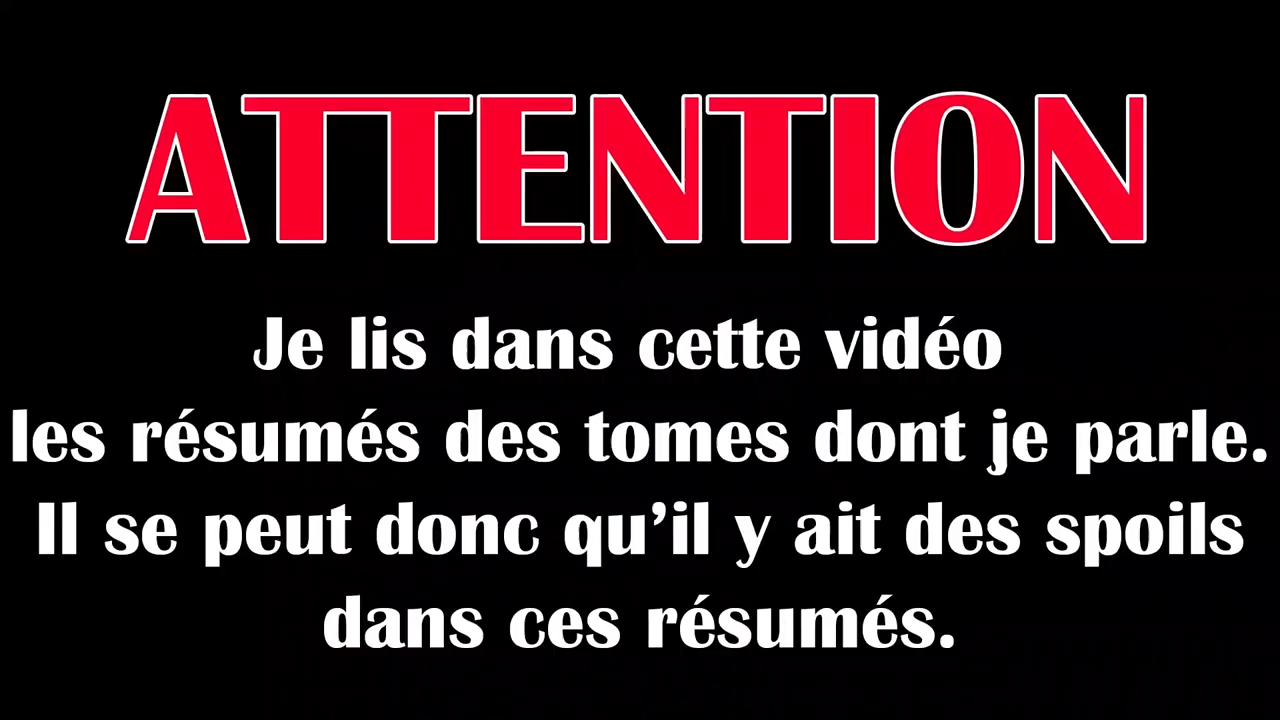 ATTENTION
Je lis dans cette vidéo
les résumés des tomes dont je parle.
Il se peut donc qu’il y ait des spoils
dans ces résumés.